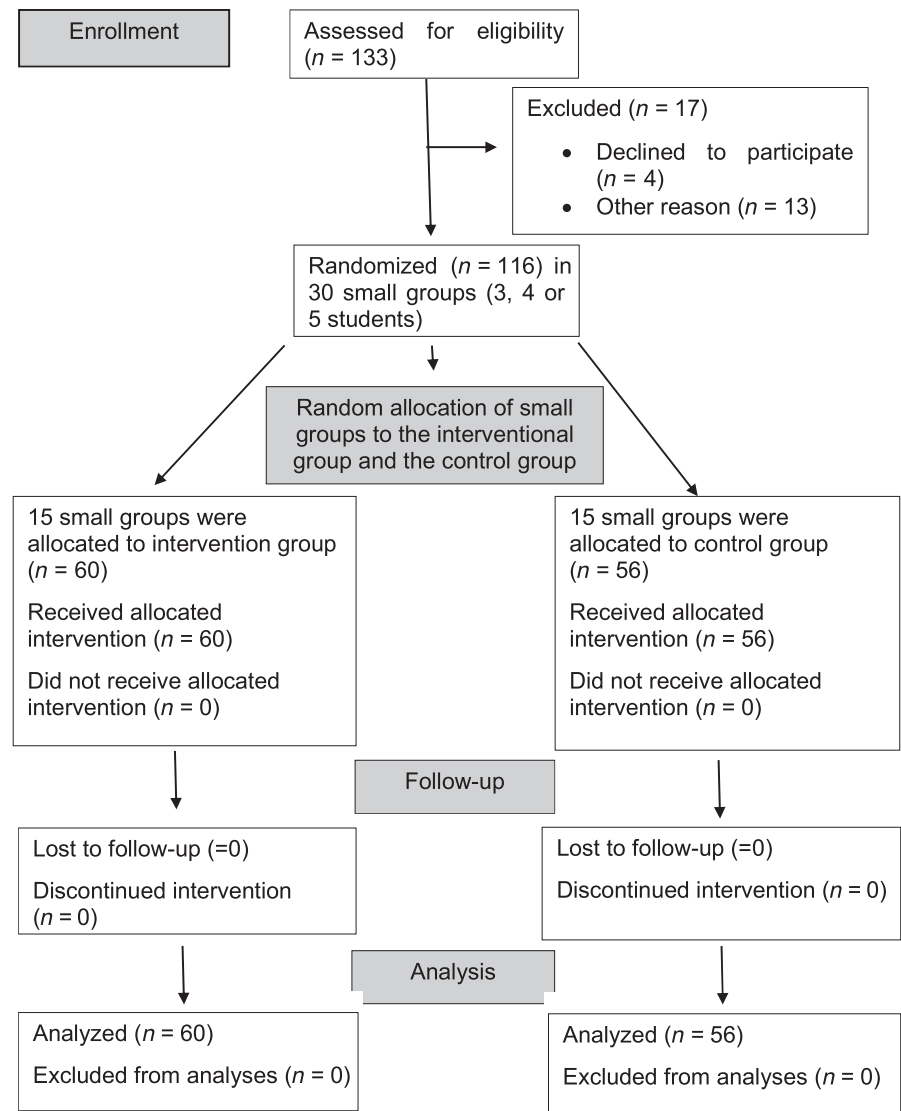 Enrollment
Assessed for eligibility
(n = 133)
Excluded (n = 17)
• Declined to participate
(n = 4)
• Other reason (n = 13)
Randomized (n = 116) in
30 small groups (3, 4 or
5 students)
Random allocation of small
groups to the interventional
group and the control group
15 small groups were
allocated to intervention group
(n = 60)
Received allocated
intervention (n = 60)
Did not receive allocated
intervention (n = 0)
15 small groups were
allocated to control group
(n = 56)
Received allocated
intervention (n = 56)
Did not receive allocated
intervention (n = 0)
Follow-up
Lost to follow-up (=0)
Discontinued intervention
(n = 0)
Lost to follow-up (=0)
Discontinued intervention (n = 0)
Analysis
Analyzed (n = 60)
Excluded from analyses (n = 0)
Analyzed (n = 56)
Excluded from analyses (n = 0)